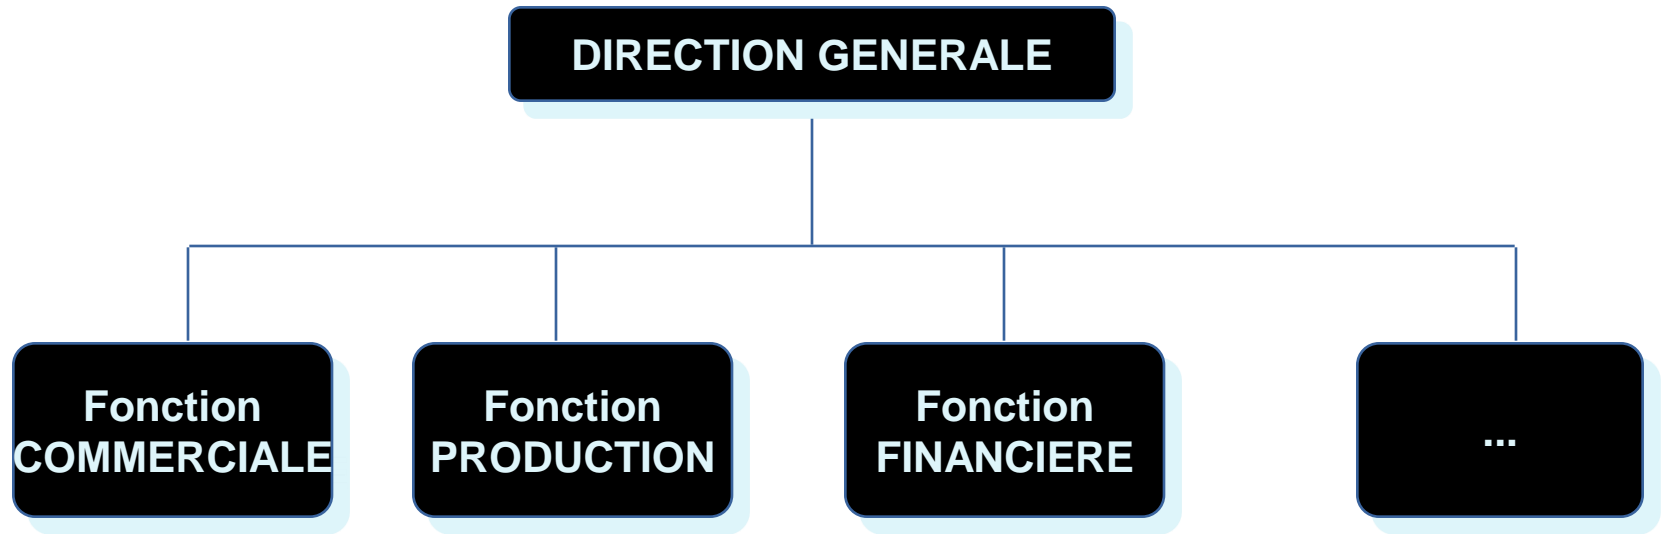 DIRECTION GENERALE
Fonction
COMMERCIALE
Fonction
PRODUCTION
Fonction
FINANCIERE
...